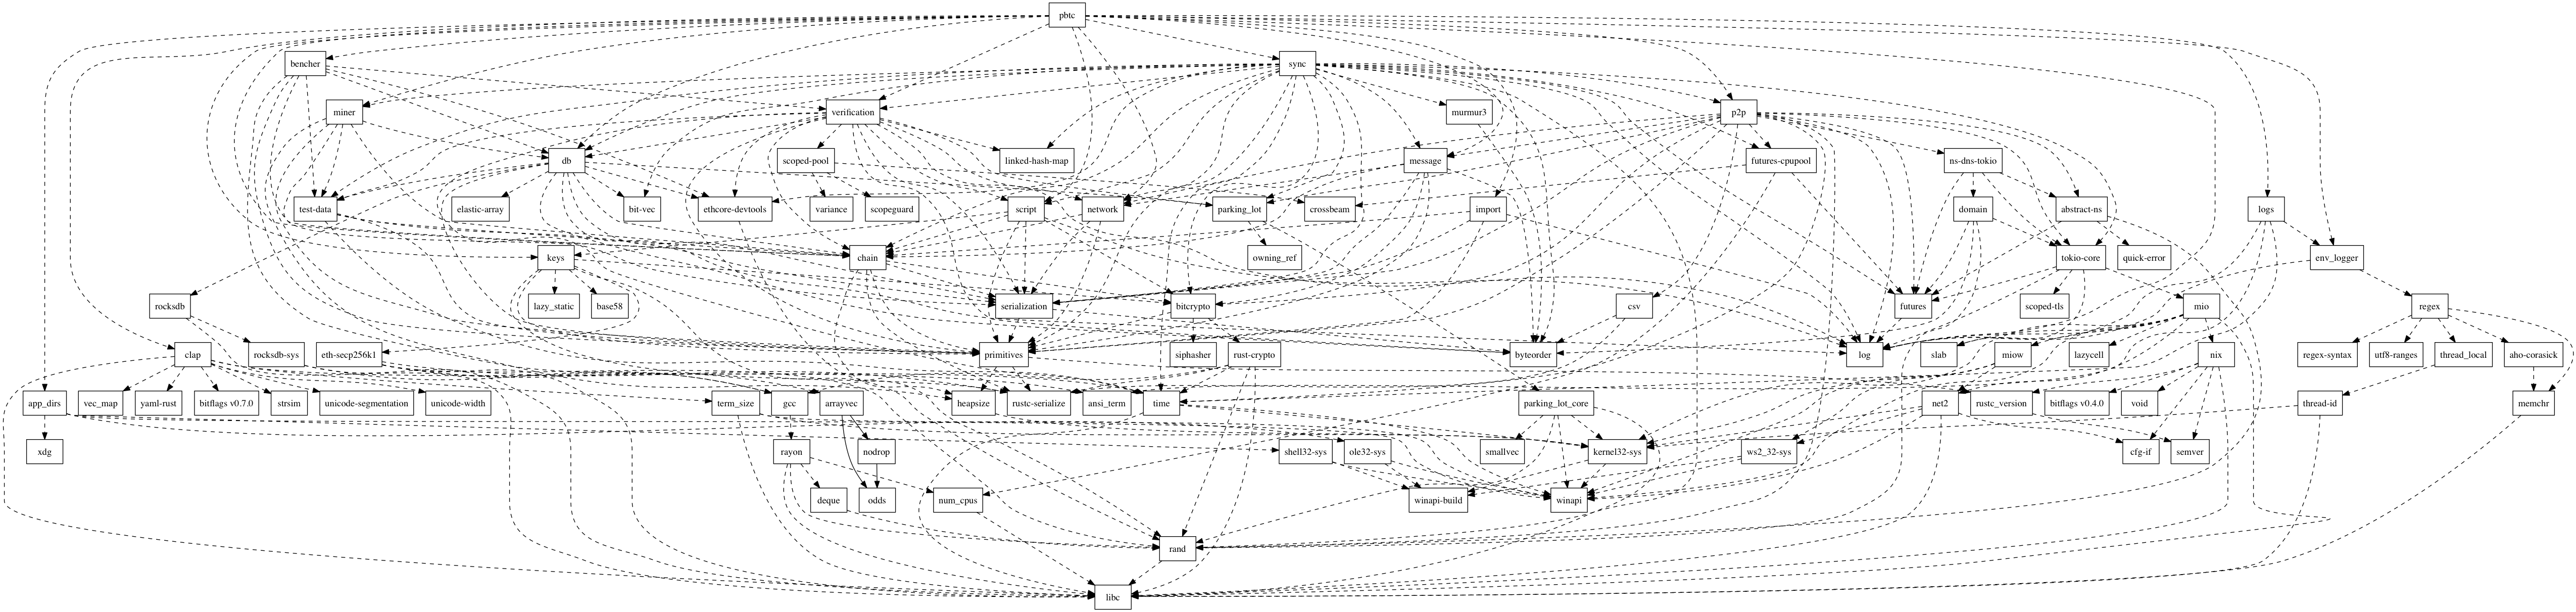 pbtc
bencher
sync
miner
verification
murmur3
p2p
db
scoped-pool
linked-hash-map
message
futures-cpupool
ns-dns-tokio
test-data
elastic-array
bit-vec
ethcore-devtools
variance
scopeguard
script
network
parking_lot
crossbeam
import
domain
abstract-ns
logs
keys
chain
owning_ref
tokio-core
quick-error
env_logger
rocksdb
lazy_static
base58
serialization
bitcrypto
csv
futures
scoped-tls
mio
regex
clap
rocksdb-sys
eth-secp256k1
primitives
siphasher
rust-crypto
byteorder
log
slab
miow
lazycell
nix
regex-syntax
utf8-ranges
thread_local
aho-corasick
app_dirs
vec_map
yaml-rust
bitflags v0.7.0
strsim
unicode-segmentation
unicode-width
term_size
gcc
arrayvec
heapsize
rustc-serialize
ansi_term
time
parking_lot_core
net2
rustc_version
bitflags v0.4.0
void
thread-id
memchr
xdg
rayon
nodrop
shell32-sys
ole32-sys
smallvec
kernel32-sys
ws2_32-sys
cfg-if
semver
deque
odds
num_cpus
winapi-build
winapi
rand
libc